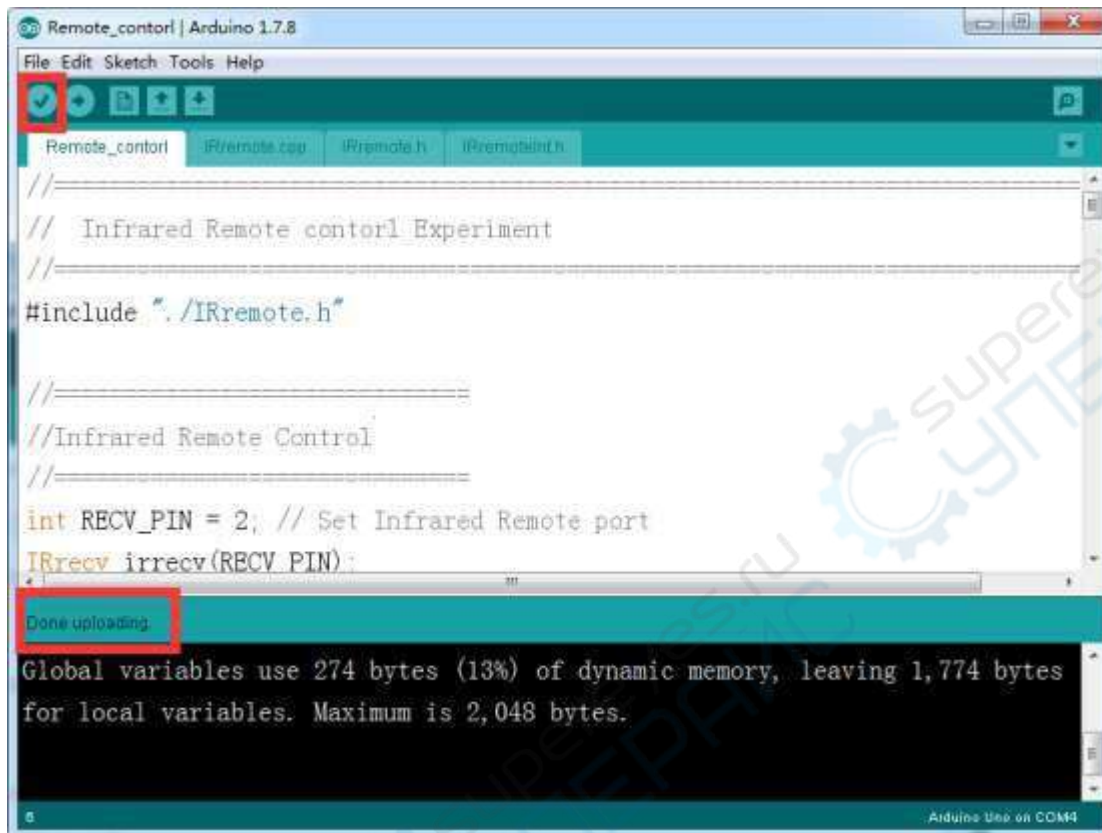 Remote_contorl | Arduino 1.7.8
File Edit Sketch Tools Help
Remote_contorl IRremote.cpp IRremote.h IRremoteInt.h
//==================================================
// Infrared Remote contorl Experiment
//==================================================
#include "./IRremote.h"
//==============================
//Infrared Remote Control
//==============================
int RECV_PIN = 2; // Set Infrared Remote port
IRrecv irrecv(RECV_PIN);
Done uploading.
Global variables use 274 bytes (13%) of dynamic memory, leaving 1,774 bytes
for local variables. Maximum is 2,048 bytes.
6
Arduino Uno on COM4